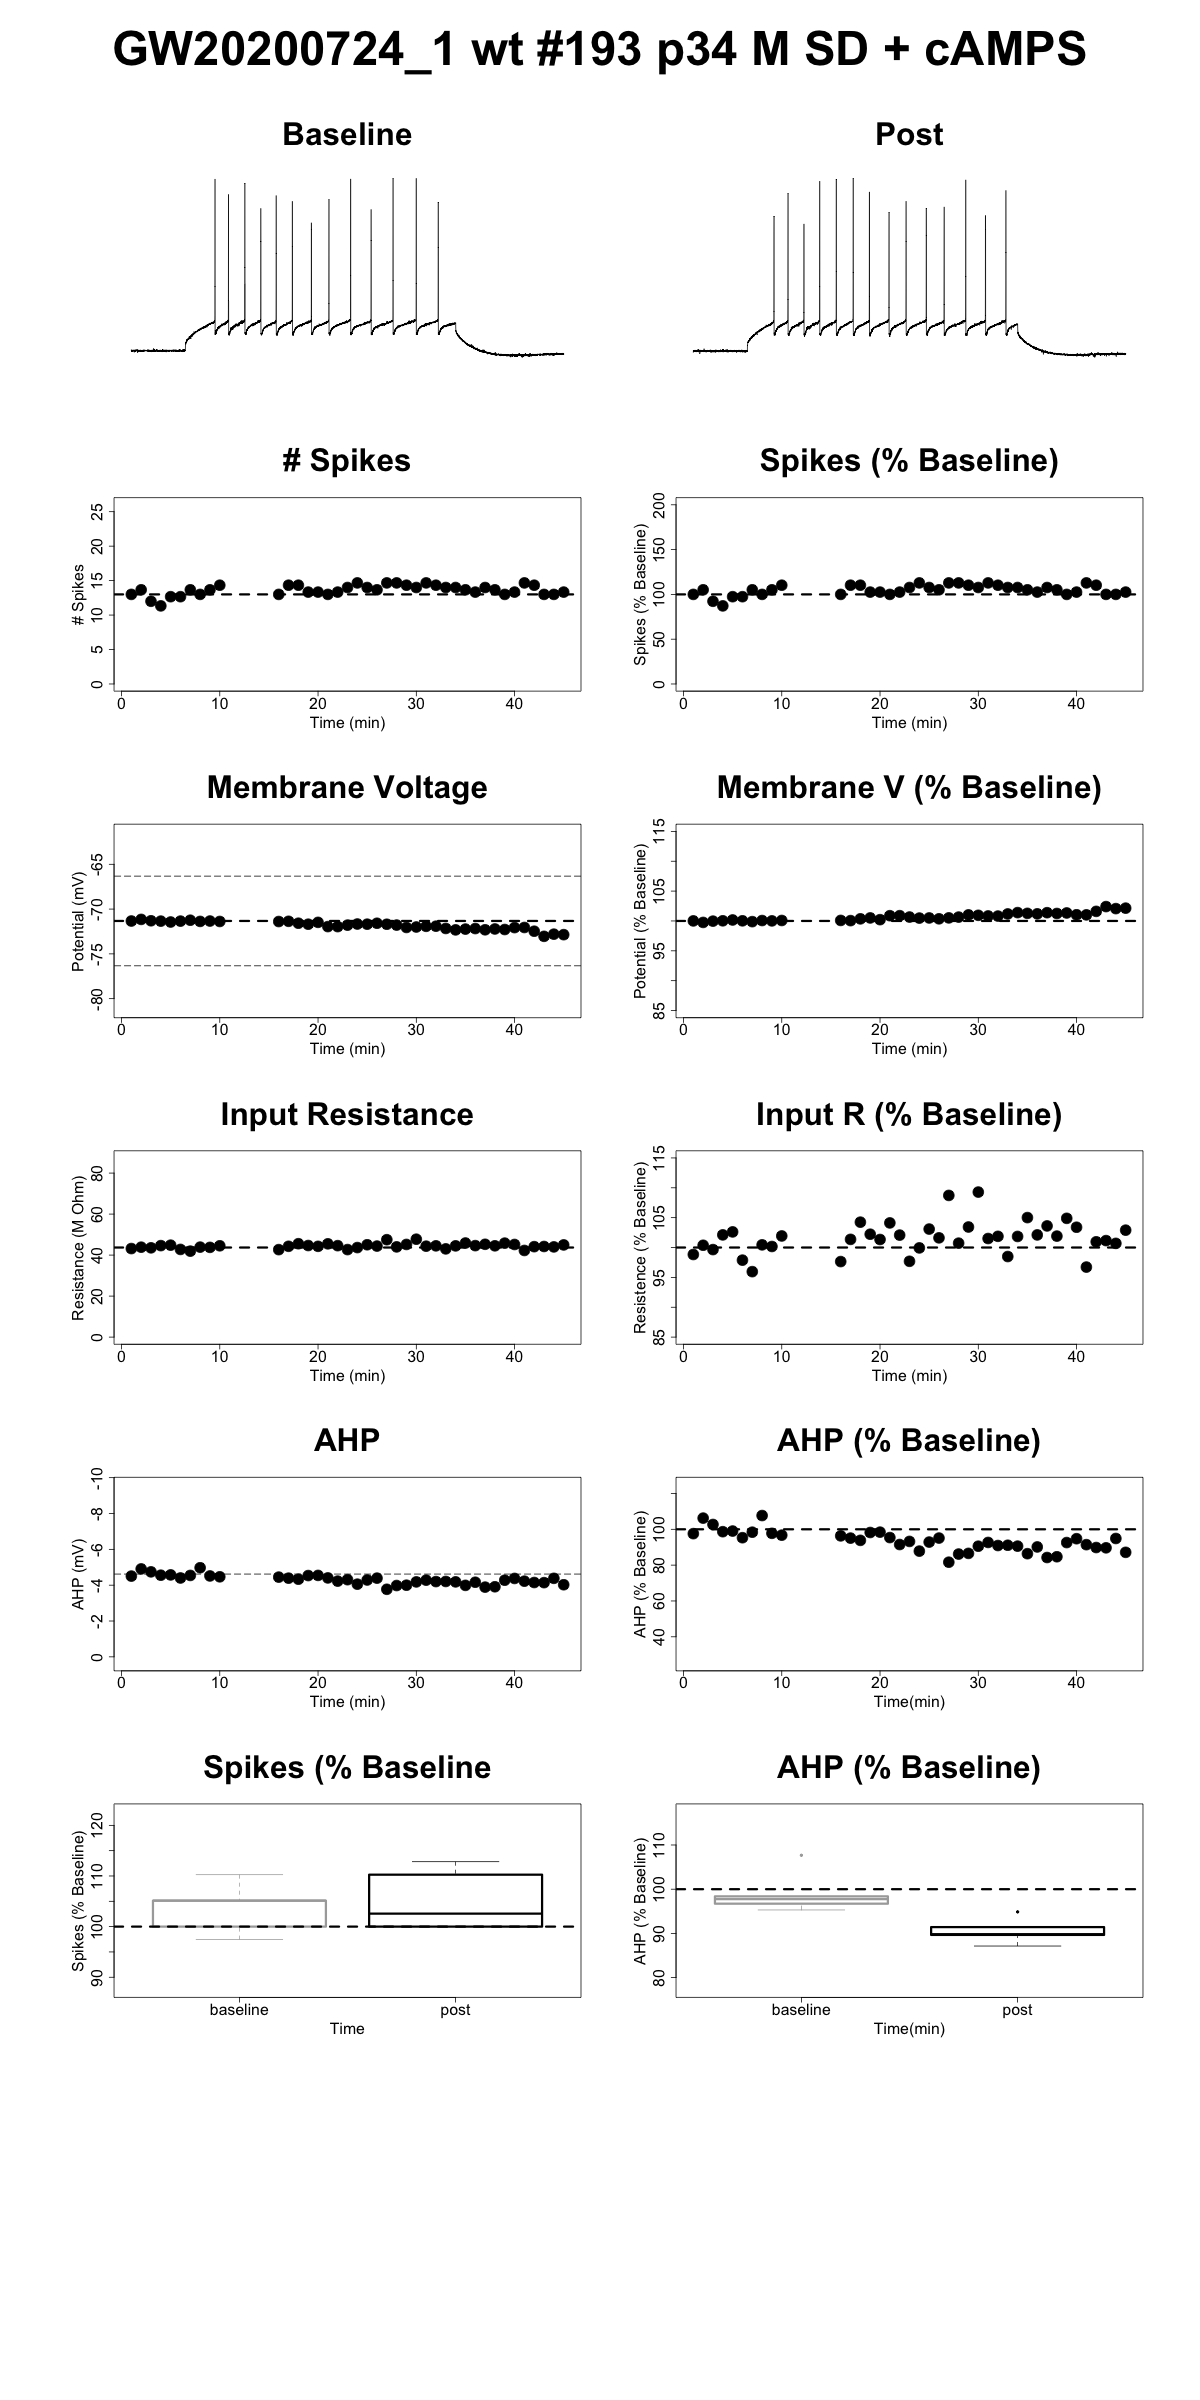 GW20200724_1 wt #193 p34 M SD + cAMPS
Baseline
Post
# Spikes
# Spikes
0 5 10 15 20 25
0 10 20 30 40
Time (min)
Spikes (% Baseline)
Spikes (% Baseline)
0 50 100 150 200
0 10 20 30 40
Time (min)
Membrane Voltage
Potential (mV)
-80 -75 -70 -65
0 10 20 30 40
Time (min)
Membrane V (% Baseline)
Potential (% Baseline)
85 95 105 115
0 10 20 30 40
Time (min)
Input Resistance
Resistance (M Ohm)
0 20 40 60 80
0 10 20 30 40
Time (min)
Input R (% Baseline)
Resistence (% Baseline)
85 95 105 115
0 10 20 30 40
Time (min)
AHP
AHP (mV)
0 -2 -4 -6 -8 -10
0 10 20 30 40
Time (min)
AHP (% Baseline)
AHP (% Baseline)
40 60 80 100
0 10 20 30 40
Time(min)
Spikes (% Baseline
Spikes (% Baseline)
90 100 110 120
baseline post
Time
AHP (% Baseline)
AHP (% Baseline)
80 90 100 110
baseline post
Time(min)